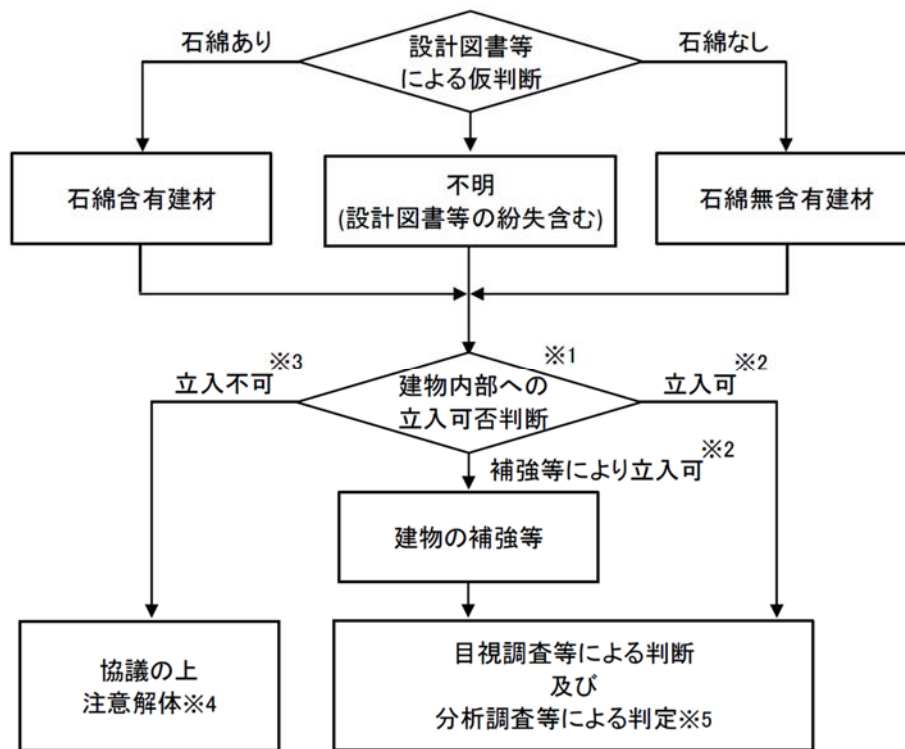 石綿あり
設計図書等
による仮判断
石綿なし
石綿含有建材
不明
(設計図書等の紛失含む)
石綿無含有建材
立入不可※3
建物内部への
立入可否判断
※1
立入可※2
補強等により立入可※2
建物の補強等
協議の上
注意解体※4
目視調査等による判断
及び
分析調査等による判定※5